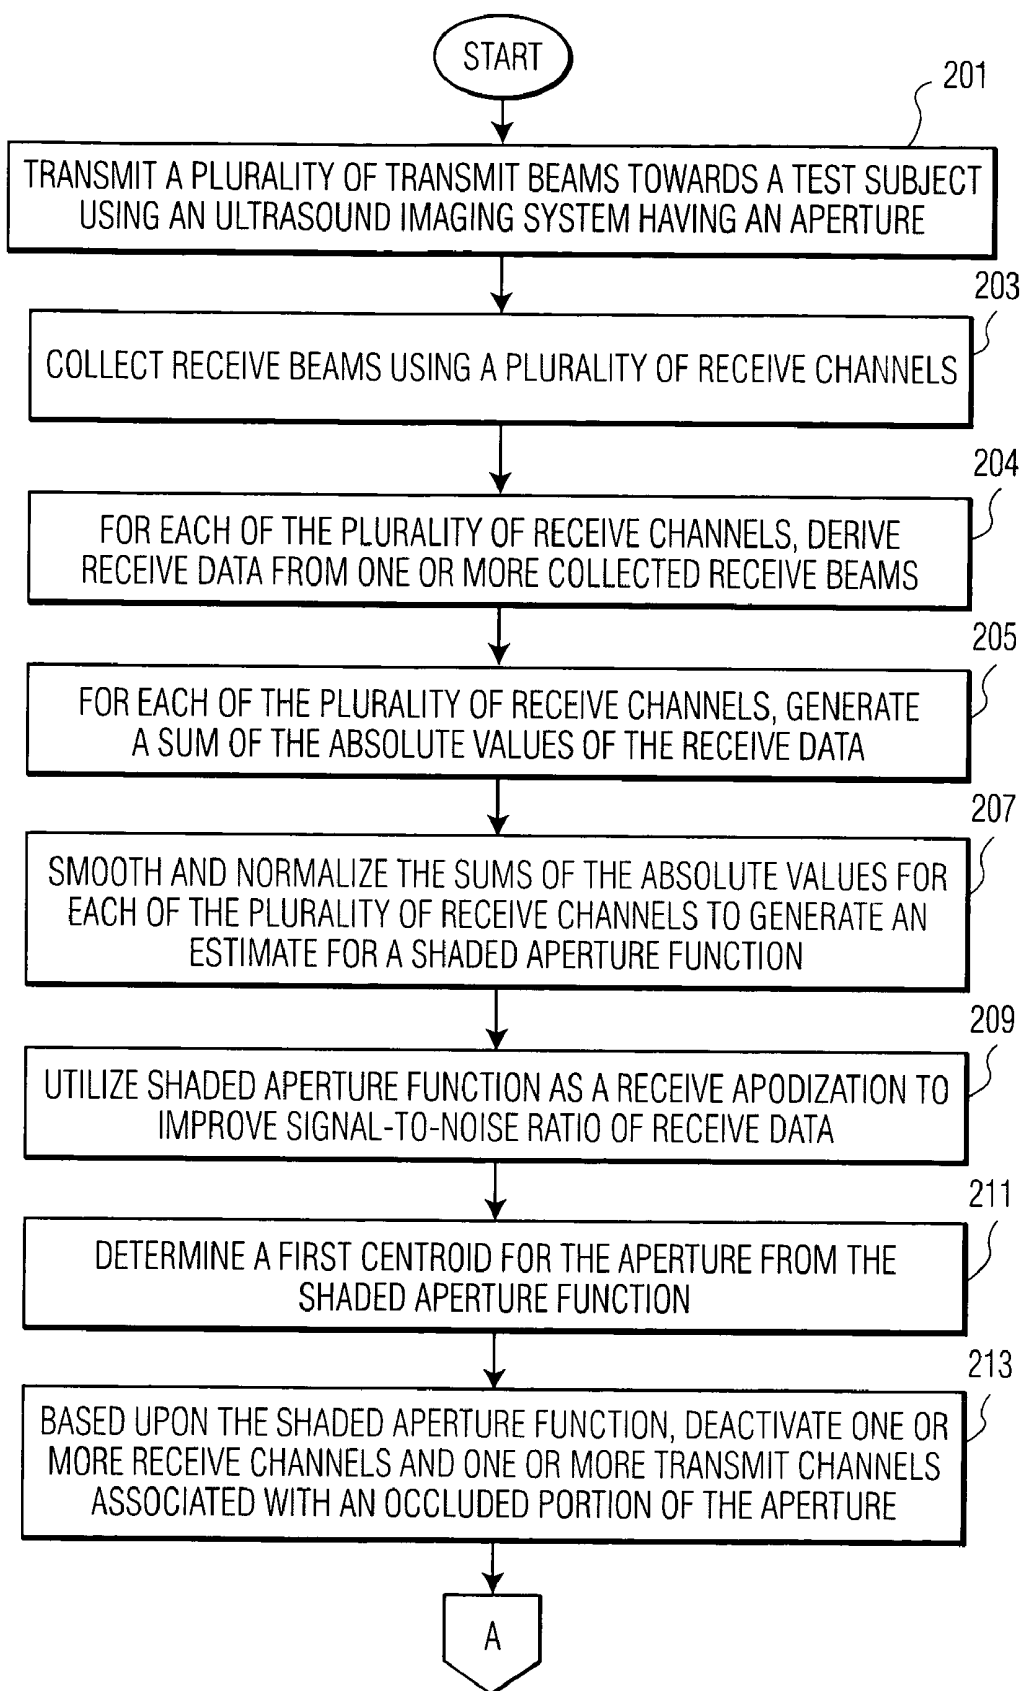 START
201
TRANSMIT A PLURALITY OF TRANSMIT BEAMS TOWARDS A TEST SUBJECT
USING AN ULTRASOUND IMAGING SYSTEM HAVING AN APERTURE
203
COLLECT RECEIVE BEAMS USING A PLURALITY OF RECEIVE CHANNELS
204
FOR EACH OF THE PLURALITY OF RECEIVE CHANNELS, DERIVE
RECEIVE DATA FROM ONE OR MORE COLLECTED RECEIVE BEAMS
205
FOR EACH OF THE PLURALITY OF RECEIVE CHANNELS, GENERATE
A SUM OF THE ABSOLUTE VALUES OF THE RECEIVE DATA
207
SMOOTH AND NORMALIZE THE SUMS OF THE ABSOLUTE VALUES FOR
EACH OF THE PLURALITY OF RECEIVE CHANNELS TO GENERATE AN
ESTIMATE FOR A SHADED APERTURE FUNCTION
209
UTILIZE SHADED APERTURE FUNCTION AS A RECEIVE APODIZATION TO
IMPROVE SIGNAL-TO-NOISE RATIO OF RECEIVE DATA
211
DETERMINE A FIRST CENTROID FOR THE APERTURE FROM THE
SHADED APERTURE FUNCTION
213
BASED UPON THE SHADED APERTURE FUNCTION, DEACTIVATE ONE OR
MORE RECEIVE CHANNELS AND ONE OR MORE TRANSMIT CHANNELS
ASSOCIATED WITH AN OCCLUDED PORTION OF THE APERTURE
A